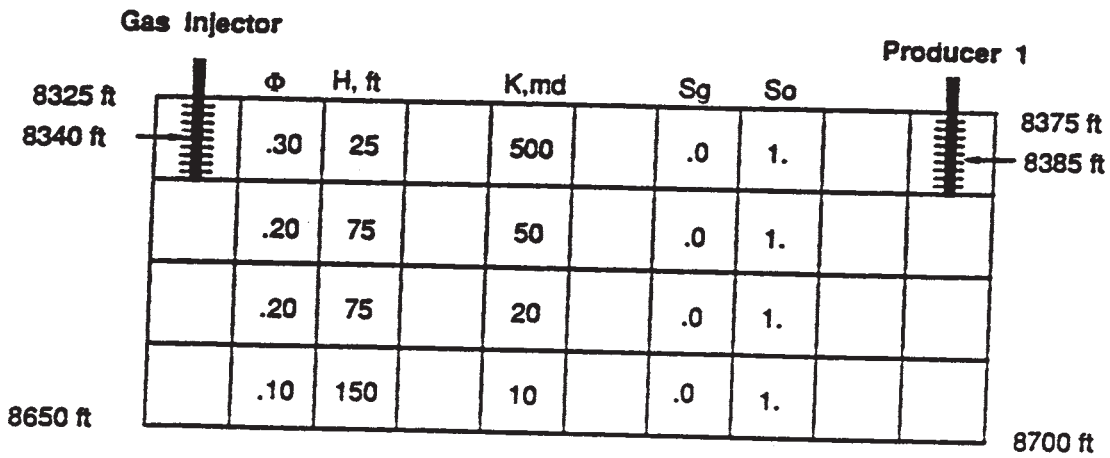 Gas Injector
Producer 1
Φ H, ft K,md Sg So
8325 ft
8375 ft
8340 ft
8385 ft
.30 25 500 .0 1.
.20 75 50 .0 1.
.20 75 20 .0 1.
.10 150 10 .0 1.
8650 ft
8700 ft